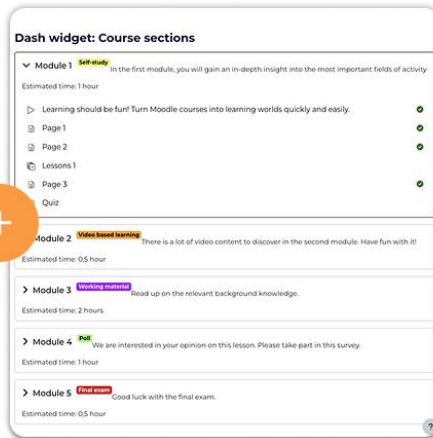 Dash widget: Course sections
Module 1 Self-study In the first module, you will gain an in-depth insight into the most important fields of activity
Estimated time: 1 hour
Learning should be fun! Turn Moodle courses into learning worlds quickly and easily.
Page 1
Page 2
Lessons 1
Page 3
Quiz
Module 2 Video based learning There is a lot of video content to discover in the second module. Have fun with it!
Estimated time: 0,5 hour
Module 3 Working material Read up on the relevant background knowledge.
Estimated time: 2 hours
Module 4 Poll We are interested in your opinion on this lesson. Please take part in this survey.
Estimated time: 1 hour
Module 5 Final exam Good luck with the final exam.
Estimated time: 0,5 hour
?